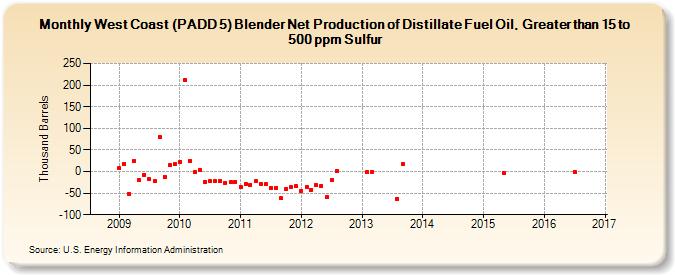 Monthly West Coast (PADD 5) Blender Net Production of Distillate Fuel Oil, Greater than 15 to
500 ppm Sulfur
Thousand Barrels
250
200
150
100
50
0
-50
-100
2009 2010 2011 2012 2013 2014 2015 2016 2017
Source: U.S. Energy Information Administration